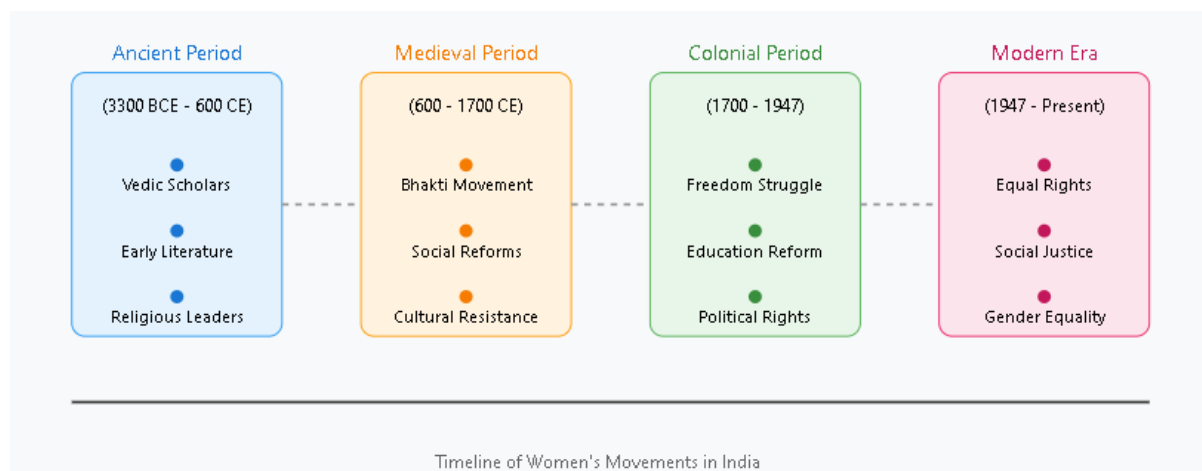 Ancient Period
(3300 BCE - 600 CE)
Vedic Scholars
Early Literature
Religious Leaders
Medieval Period
(600 - 1700 CE)
Bhakti Movement
Social Reforms
Cultural Resistance
Colonial Period
(1700 - 1947)
Freedom Struggle
Education Reform
Political Rights
Modern Era
(1947 - Present)
Equal Rights
Social Justice
Gender Equality
Timeline of Women's Movements in India